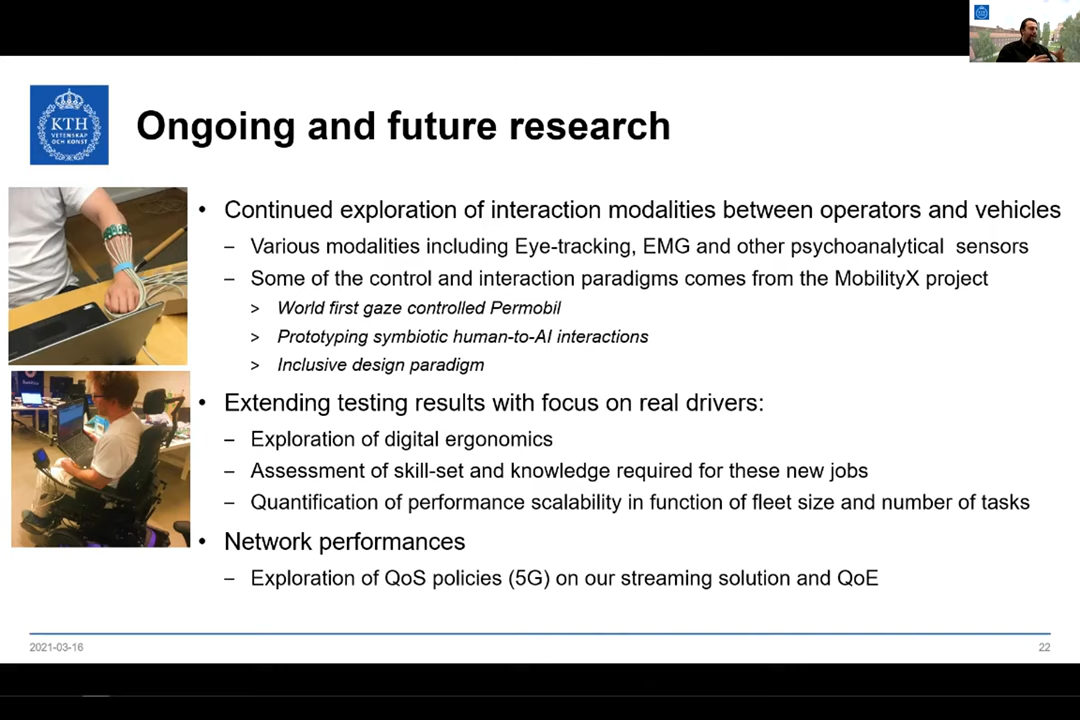 KTH
VETENSKAP
OCH KONST
Ongoing and future research
• Continued exploration of interaction modalities between operators and vehicles
– Various modalities including Eye-tracking, EMG and other psychoanalytical sensors
– Some of the control and interaction paradigms comes from the MobilityX project
> World first gaze controlled Permobil
> Prototyping symbiotic human-to-AI interactions
> Inclusive design paradigm
• Extending testing results with focus on real drivers:
– Exploration of digital ergonomics
– Assessment of skill-set and knowledge required for these new jobs
– Quantification of performance scalability in function of fleet size and number of tasks
• Network performances
– Exploration of QoS policies (5G) on our streaming solution and QoE
2021-03-16
22